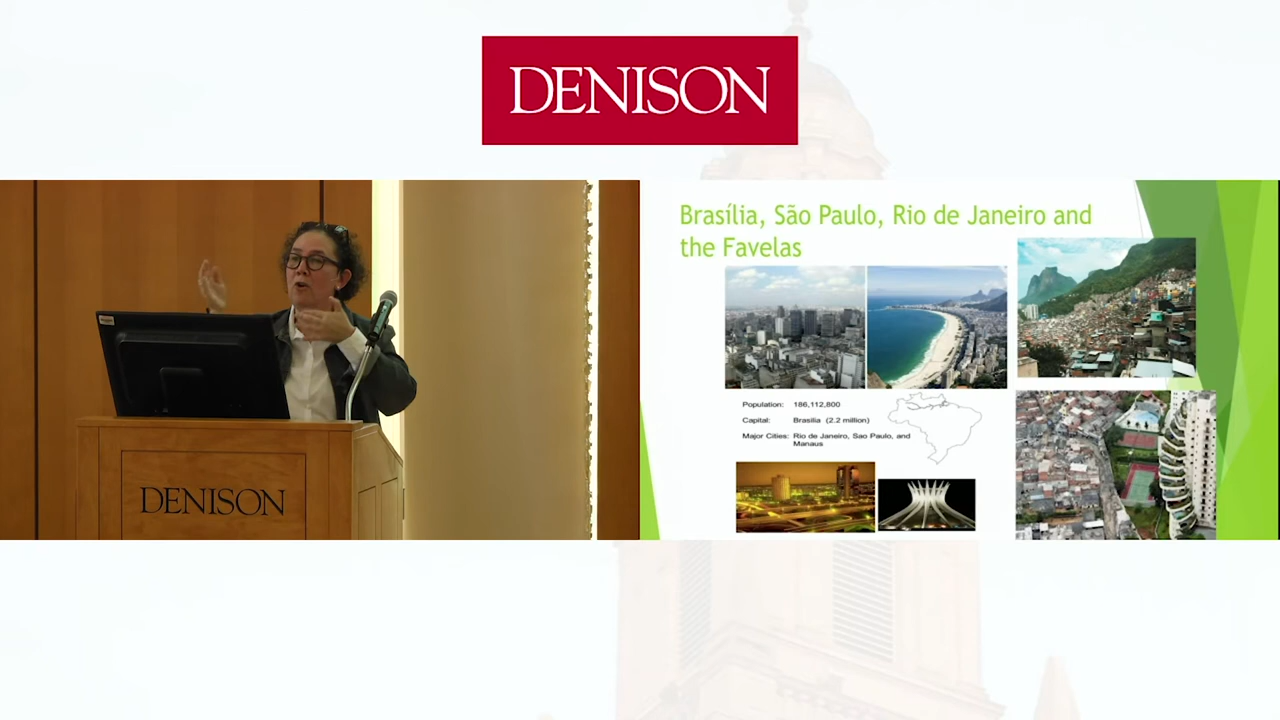 DENISON
Brasília, São Paulo, Rio de Janeiro and
the Favelas
Population: 186,112,800
Capital: Brasilia (2.2 million)
Major Cities: Rio de Janeiro, Sao Paulo, and
Manaus
DENISON